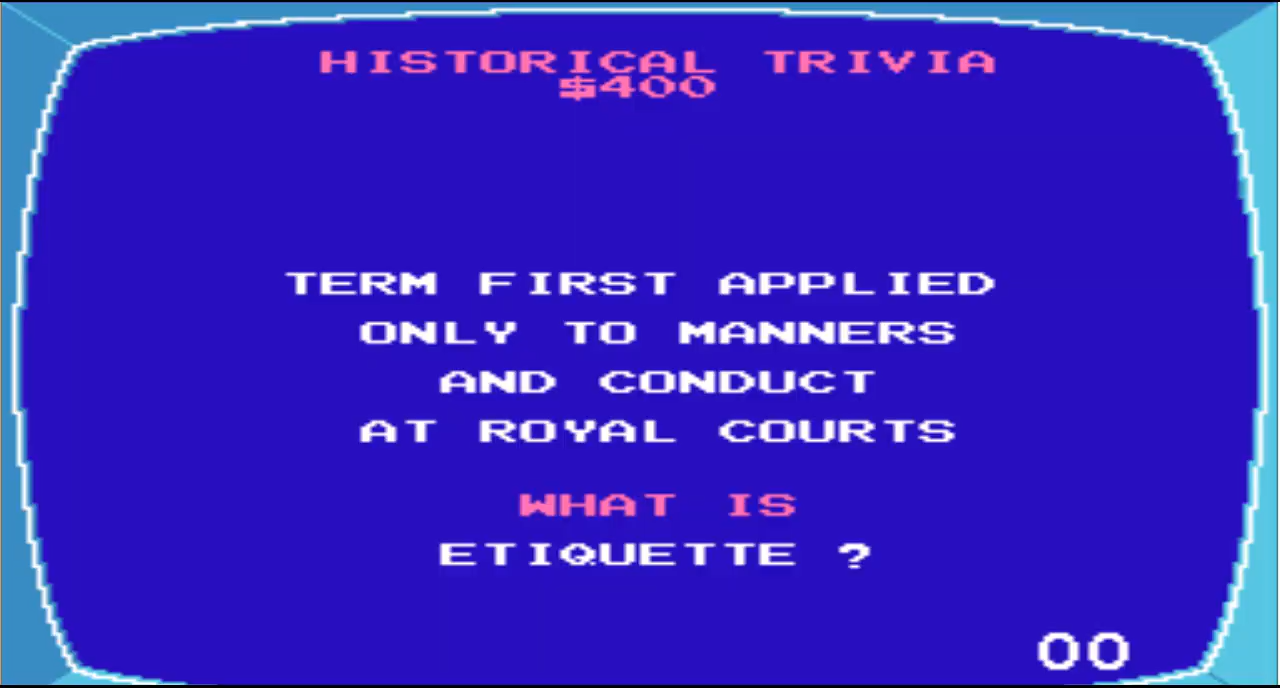 HISTORICAL TRIVIA
$400
TERM FIRST APPLIED
ONLY TO MANNERS
AND CONDUCT
AT ROYAL COURTS
WHAT IS
ETIQUETTE ?
00